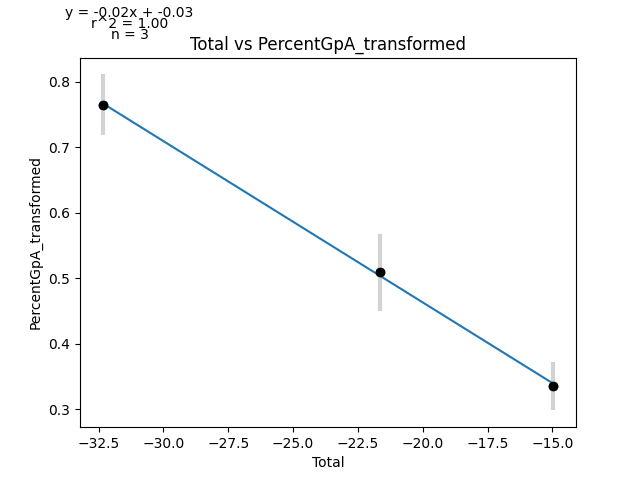 y = -0.02x + -0.03
r^2 = 1.00
n = 3
Total vs PercentGpA_transformed
PercentGpA_transformed
0.8
0.7
0.6
0.5
0.4
0.3
−32.5 −30.0 −27.5 −25.0 −22.5 −20.0 −17.5 −15.0
Total